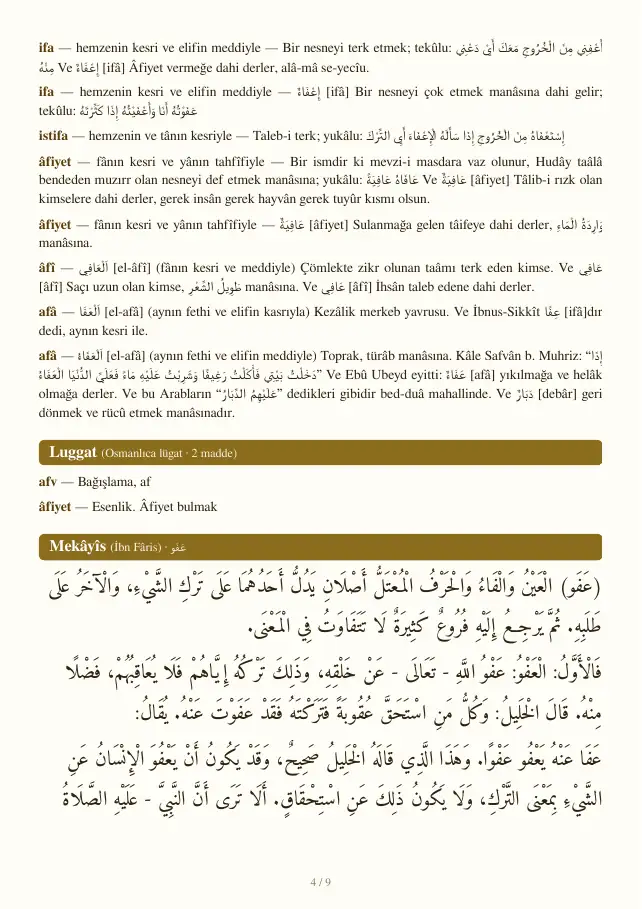 ifa — hemzenin kesri ve elifin meddiyle — Bir nesneyi terk etmek; tekûlu: أَعْفِنِي مِنَ الْخُرُوجِ مَعَكَ أَيْ دَعْنِي
مِنْهُ Ve إِعْفَاءٌ [ifâ] Âfiyet vermeğe dahi derler, alâ-mâ se-yecîu.
ifa — hemzenin kesri ve elifin meddiyle — إِعْفَاءٌ [ifâ] Bir nesneyi çok etmek manâsına dahi gelir;
tekûlu: عَفَوْتُهُ أَنَا وَأَعْفَيْتُهُ إِذَا كَثَّرْتَهُ
istifa — hemzenin ve tânın kesriyle — Taleb-i terk; yukâlu: إِسْتَعْفَاهُ مِنَ الْخُرُوجِ إِذَا سَأَلَهُ الْإِعْفَاءَ أَيِ التَّرْكَ
âfiyet — fânın kesri ve yânın tahfîfiyle — Bir ismdir ki mevzi-i masdara vaz olunur, Hudây taâlâ
bendeden muzırr olan nesneyi def etmek manâsına; yukâlu: عَافَاهُ عَافِيَةً Ve عَافِيَةٌ [âfiyet] Tâlib-i rızk olan
kimselere dahi derler, gerek insân gerek hayvân gerek tuyûr kısmı olsun.
âfiyet — fânın kesri ve yânın tahfîfiyle — عَافِيَةٌ [âfiyet] Sulanmağa gelen tâifeye dahi derler, وَارِدَةُ الْمَاءِ
manâsına.
âfî — اَلْعَافِي [el-âfî] (fânın kesri ve meddiyle) Çömlekte zikr olunan taâmı terk eden kimse. Ve عَافِي
[âfî] Saçı uzun olan kimse, طَوِيلُ الشَّعْرِ manâsına. Ve عَافِي [âfî] İhsân taleb edene dahi derler.
afâ — اَلْعَفَا [el-afâ] (aynın fethi ve elifin kasrıyla) Kezâlik merkeb yavrusu. Ve İbnus-Sikkît عِفَا [ifâ]dır
dedi, aynın kesri ile.
afâ — اَلْعَفَاءُ [el-afâ] (aynın fethi ve elifin meddiyle) Toprak, türâb manâsına. Kâle Safvân b. Muhriz: “إِذَا
دَخَلْتُ بَيْتِي فَأَكَلْتُ رَغِيفًا وَشَرِبْتُ عَلَيْهِ مَاءً فَعَلَى الدُّنْيَا الْعَفَاءُ” Ve Ebû Ubeyd eyitti: عَفَاءٌ [afâ] yıkılmağa ve helâk
olmağa derler. Ve bu Arabların “عَلَيْهِمُ الدَّبَارُ” dedikleri gibidir bed-duâ mahallinde. Ve دَبَارٌ [debâr] geri
dönmek ve rücû etmek manâsınadır.
Luggat (Osmanlıca lügat · 2 madde)
afv — Bağışlama, af
âfiyet — Esenlik. Âfiyet bulmak
Mekâyîs (İbn Fâris) · عَفَو
(عَفَو) الْعَيْنُ وَالْفَاءُ وَالْحَرْفُ الْمُعْتَلُّ أَصْلَانِ يَدُلُّ أَحَدُهُمَا عَلَى تَرْكِ الشَّيْءِ، وَالْآخَرُ عَلَى
طَلَبِهِ. ثُمَّ يَرْجِعُ إِلَيْهِ فُرُوعٌ كَثِيرَةٌ لَا تَتَفَاوَتُ فِي الْمَعْنَى.
فَالْأَوَّلُ: الْعَفْوُ: عَفْوُ اللَّهِ - تَعَالَى - عَنْ خَلْقِهِ، وَذَلِكَ تَرْكُهُ إِيَّاهُمْ فَلَا يُعَاقِبُهُمْ، فَضْلًا
مِنْهُ. قَالَ الْخَلِيلُ: وَكُلُّ مَنِ اسْتَحَقَّ عُقُوبَةً فَتَرَكْتَهُ فَقَدْ عَفَوْتَ عَنْهُ. يُقَالُ:
عَفَا عَنْهُ يَعْفُو عَفْوًا. وَهَذَا الَّذِي قَالَهُ الْخَلِيلُ صَحِيحٌ، وَقَدْ يَكُونُ أَنْ يَعْفُوَ الْإِنْسَانُ عَنِ
الشَّيْءِ بِمَعْنَى التَّرْكِ، وَلَا يَكُونُ ذَلِكَ عَنِ اسْتِحْقَاقٍ. أَلَا تَرَى أَنَّ النَّبِيَّ - عَلَيْهِ الصَّلَاةُ
4 / 9